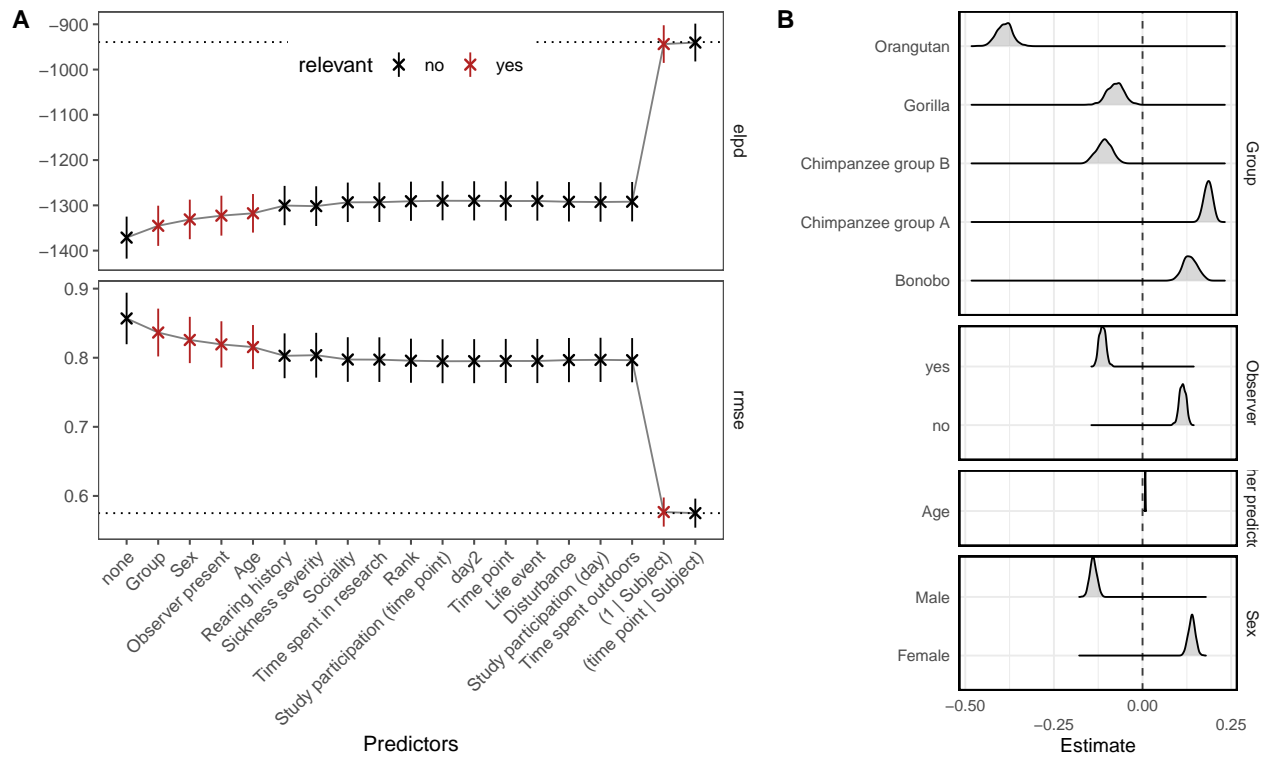 A
−900
−1000
−1100
−1200
−1300
−1400
relevant no yes
elpd
0.9
0.8
0.7
0.6
rmse
none
Group
Sex
Observer present
Age
Rearing history
Sickness severity
Sociality
Time spent in research
Rank
Study participation (time point)
day2
Time point
Life event
Disturbance
Study participation (day)
Time spent outdoors
(1 | Subject)
(time point | Subject)
Predictors
B
Orangutan
Gorilla
Chimpanzee group B
Chimpanzee group A
Bonobo
Group
yes
no
Observer
Age
Male
Female
Sex
−0.50
−0.25
0.00
0.25
Estimate